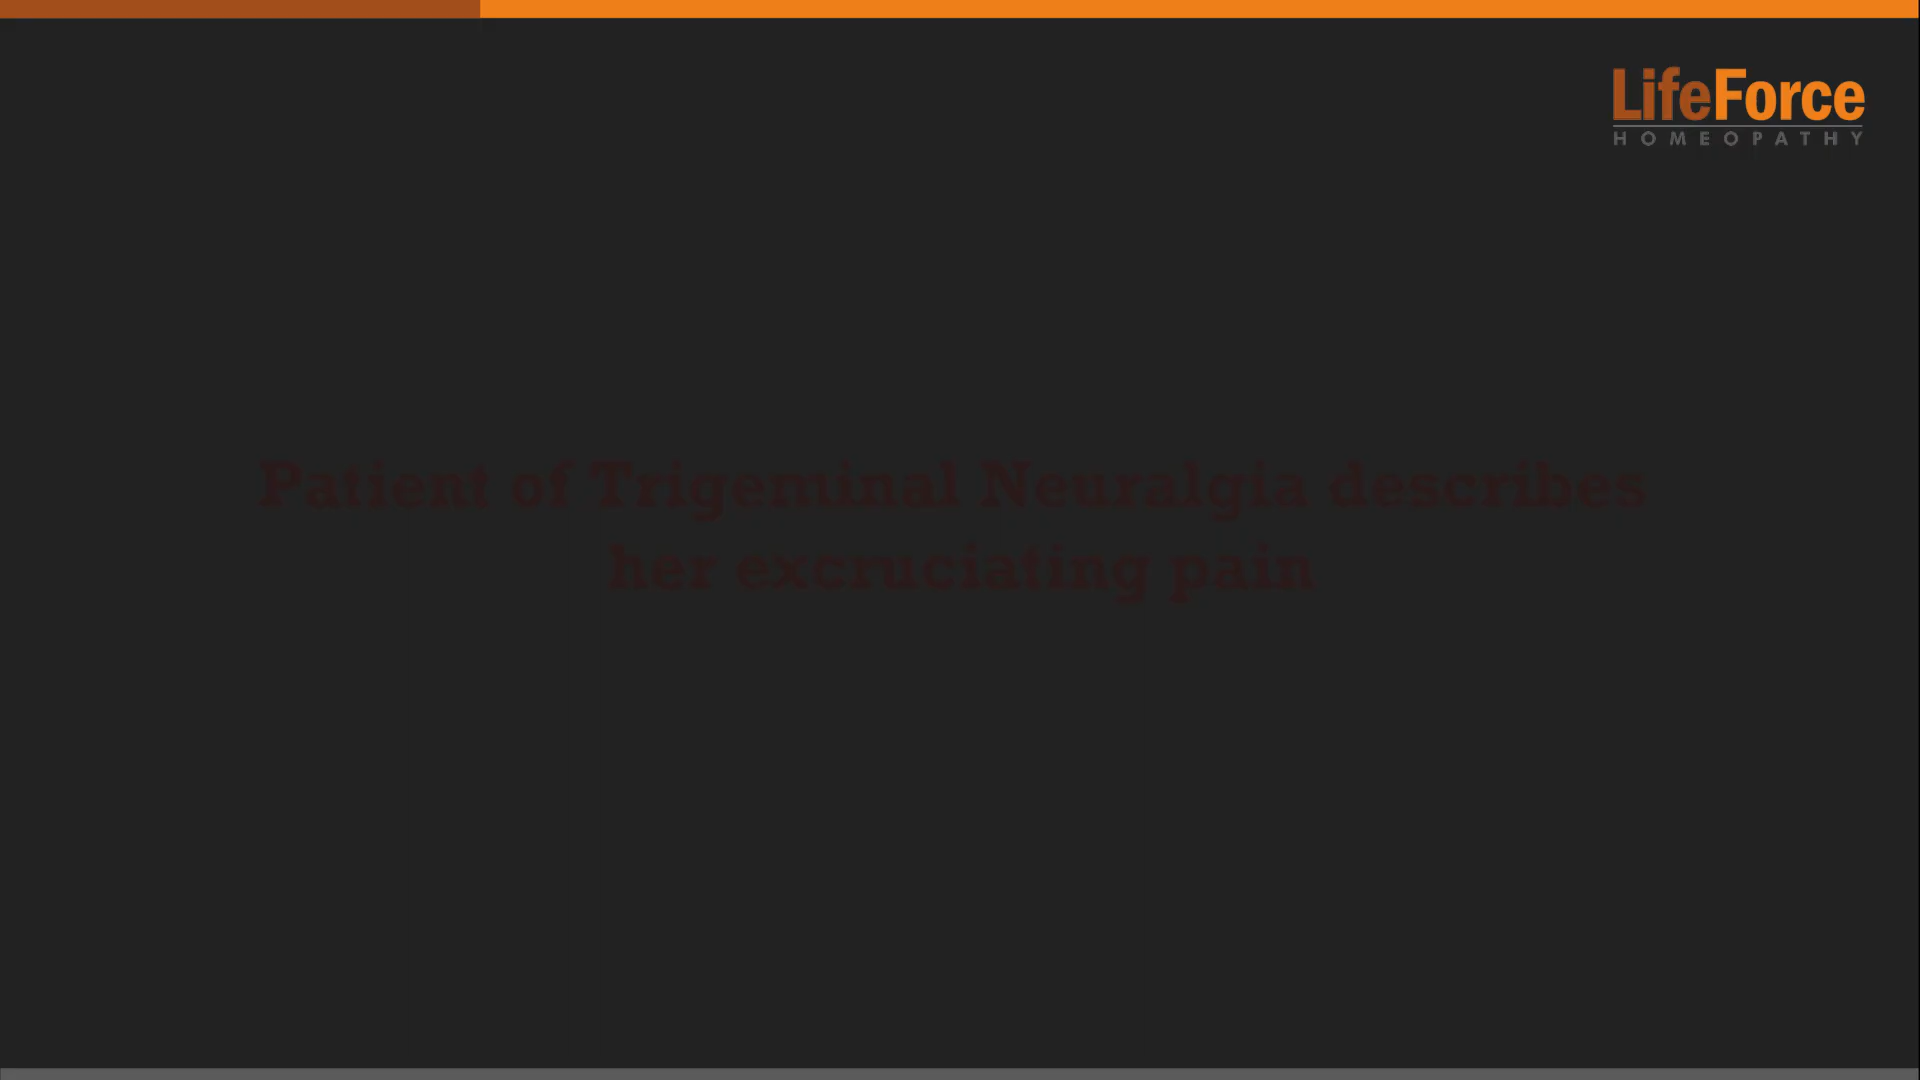 LifeForce
HOMEOPATHY
Patient of Trigeminal Neuralgia describes
her excruciating pain